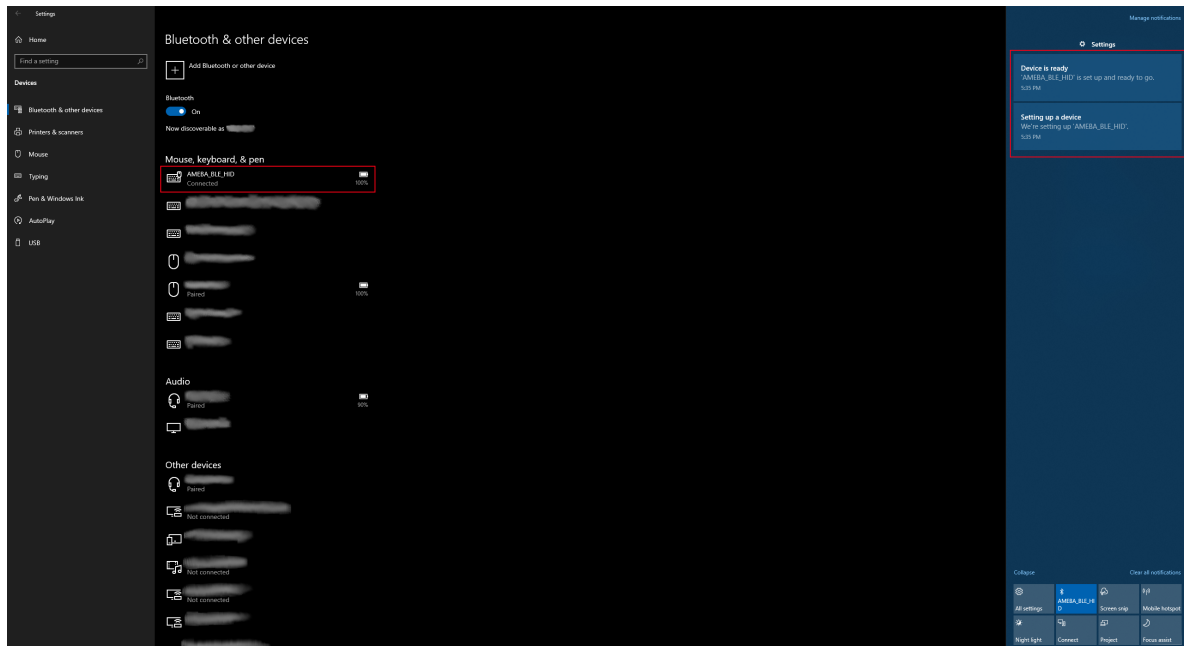 Settings
Home
Find a setting
Devices
Bluetooth & other devices
Printers & scanners
Mouse
Typing
Pen & Windows Ink
AutoPlay
USB
Bluetooth & other devices
Add Bluetooth or other device
Bluetooth
On
Now discoverable as
Mouse, keyboard, & pen
AMEBA_BLE_HID
Connected
100%
Paired
100%
Audio
Paired
90%
Other devices
Paired
Not connected
Not connected
Not connected
Manage notifications
Settings
Device is ready
'AMEBA_BLE_HID' is set up and ready to go.
5:35 PM
Setting up a device
We're setting up 'AMEBA_BLE_HID'.
5:35 PM
Collapse
Clear all notifications
All settings
AMEBA_BLE_HI
D
Screen snip
Mobile hotspot
Night light
Connect
Project
Focus assist